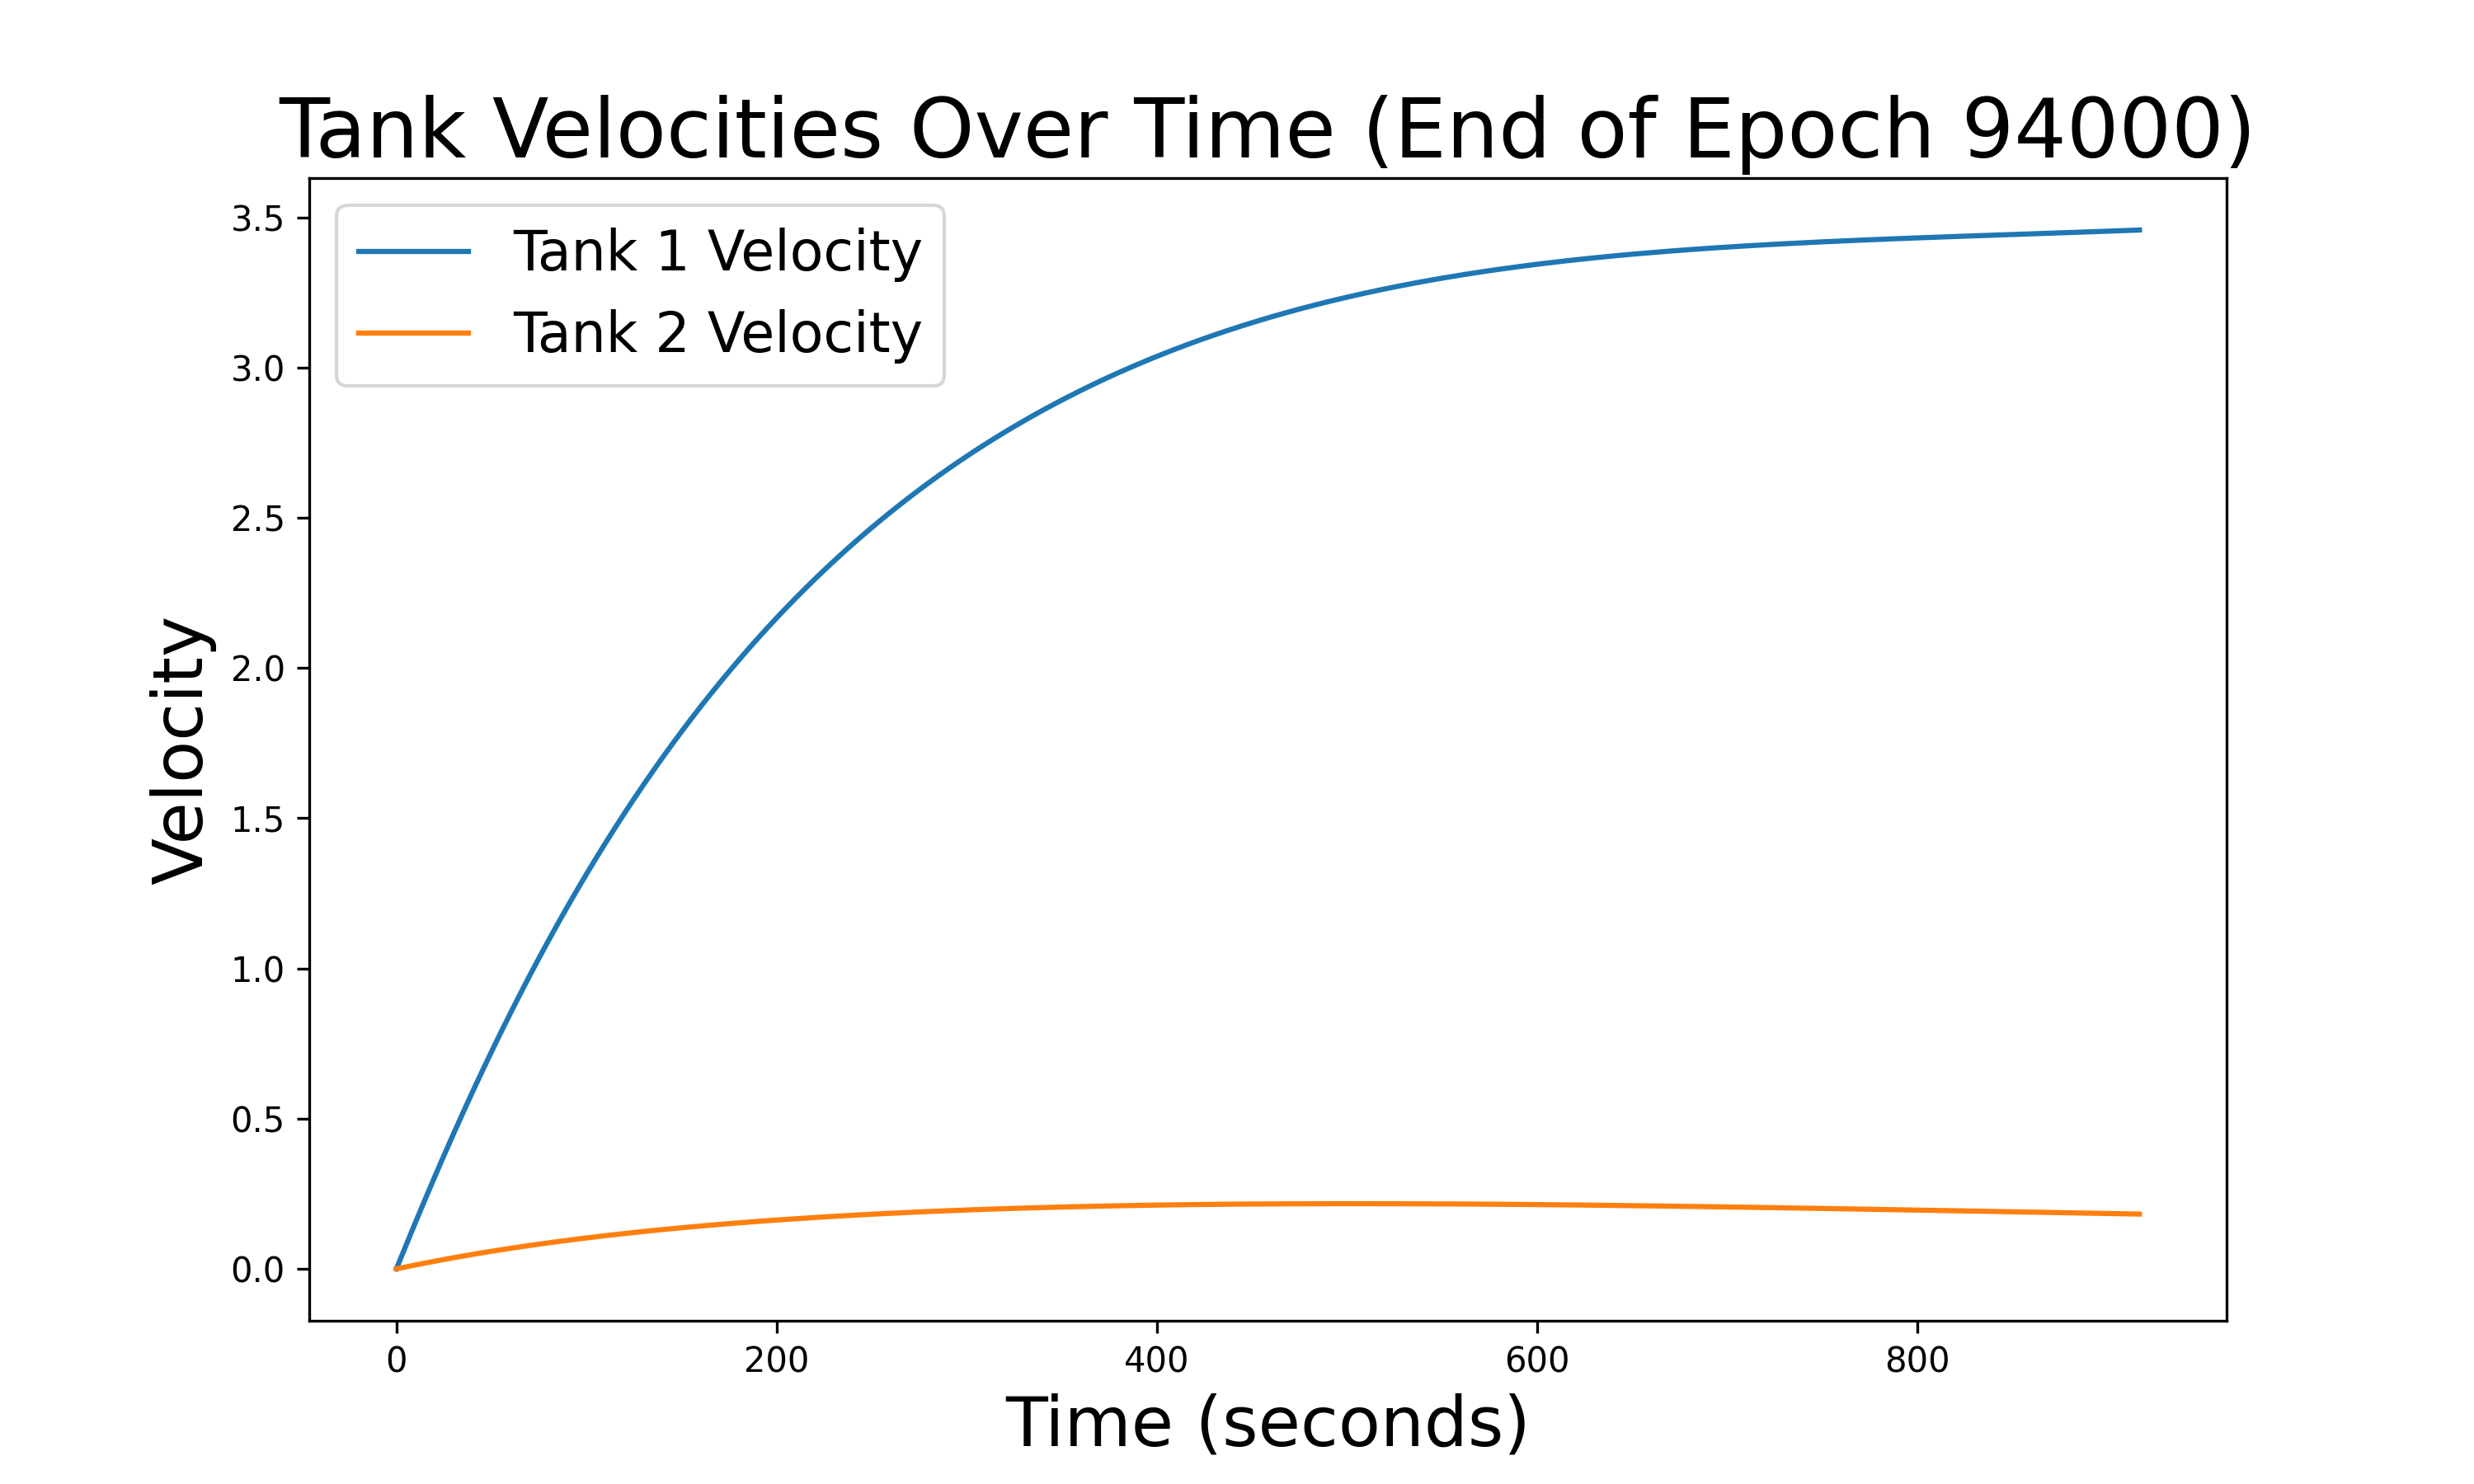 Tank Velocities Over Time (End of Epoch 94000)
Tank 1 Velocity
Tank 2 Velocity
Velocity
3.5
3.0
2.5
2.0
1.5
1.0
0.5
0.0
0 200 400 600 800
Time (seconds)